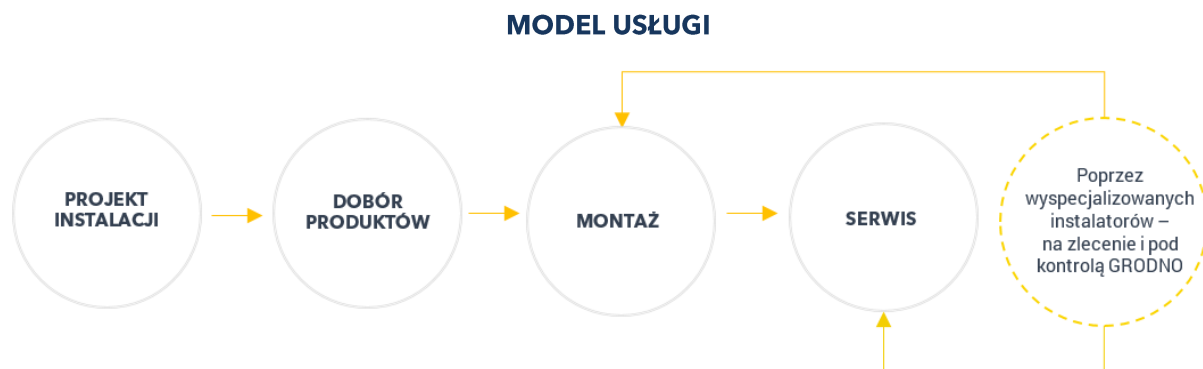 MODEL USŁUGI
PROJEKT
INSTALACJI
DOBÓR
PRODUKTÓW
MONTAŻ
SERWIS
Poprzez
wyspecjalizowanych
instalatorów –
na zlecenie i pod
kontrolą GRODNO